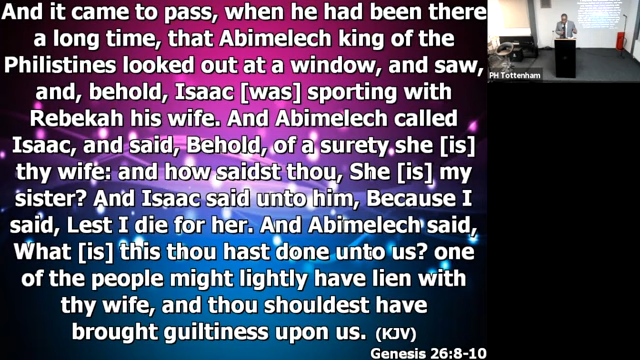 And it came to pass, when he had been there
a long time, that Abimelech king of the
Philistines looked out at a window, and saw,
and, behold, Isaac [was] sporting with
Rebekah his wife. And Abimelech called
Isaac, and said, Behold, of a surety she [is]
thy wife: and how saidst thou, She [is] my
sister? And Isaac said unto him, Because I
said, Lest I die for her. And Abimelech said,
What [is] this thou hast done unto us? one
of the people might lightly have lien with
thy wife, and thou shouldest have
brought guiltiness upon us. (KJV)
Genesis 26:8-10
PH Tottenham